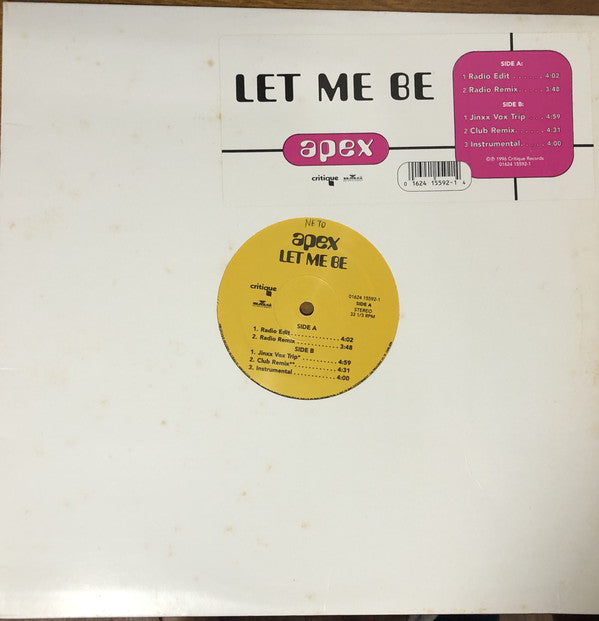 LET ME BE
apex
critique
BMG
SIDE A:
1 Radio Edit . . . . . . 4:02
2 Radio Remix. . . . . 3:48
SIDE B:
1 Jinxx Vox Trip . . . 4:59
2 Club Remix. . . . . . 4:31
3 Instrumental. . . . . 4:00
©℗ 1996 Critique Records
01624 15592-1
0 1624 15592-1 4
NETO
apex
LET ME BE
critique
BMG
01624 15592-1
SIDE A
STEREO
33 1/3 RPM
SIDE A
1. Radio Edit . . . . . . . . . . . 4:02
2. Radio Remix . . . . . . . . . . 3:48
SIDE B
1. Jinxx Vox Trip* . . . . . . . . 4:59
2. Club Remix** . . . . . . . . . 4:31
3. Instrumental . . . . . . . . . 4:00